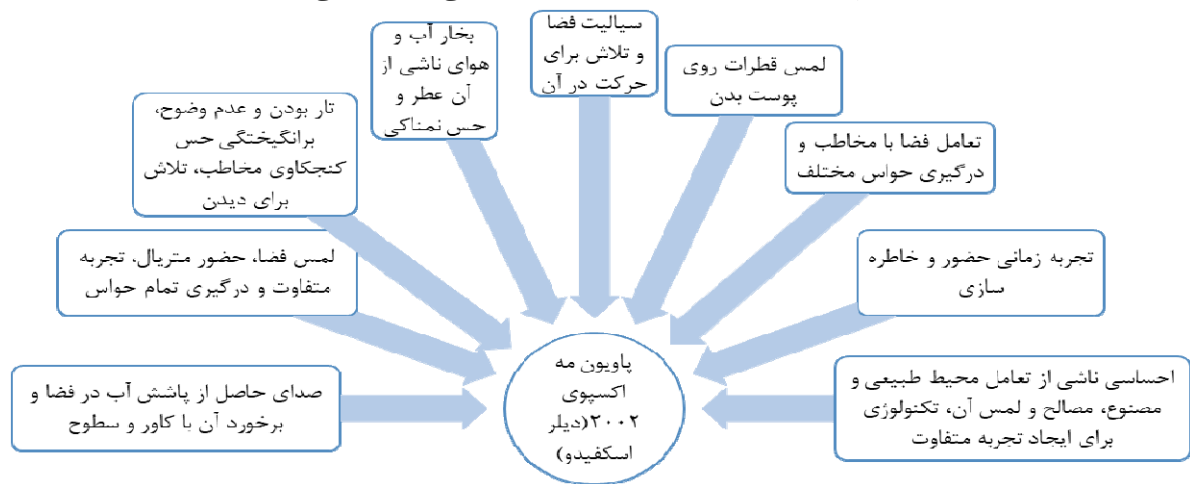 سیالیت فضا
و تلاش برای
حرکت در آن
بخار آب و
هوای ناشی از
آن عطر و
حس نمناکی
لمس قطرات روی
پوست بدن
تار بودن و عدم وضوح،
برانگیختگی حس
کنجکاوی مخاطب، تلاش
برای دیدن
تعامل فضا با مخاطب و
درگیری حواس مختلف
لمس فضا، حضور متریال، تجربه
متفاوت و درگیری تمام حواس
تجربه زمانی حضور و خاطره
سازی
صدای حاصل از پاشش آب در فضا و
برخورد آن با کاور و سطوح
احساسی ناشی از تعامل محیط طبیعی و
مصنوع، مصالح و لمس آن، تکنولوژی
برای ایجاد تجربه متفاوت
پاویون مه
اکسپوی
۲۰۰۲(دیلر
اسکفیدو)